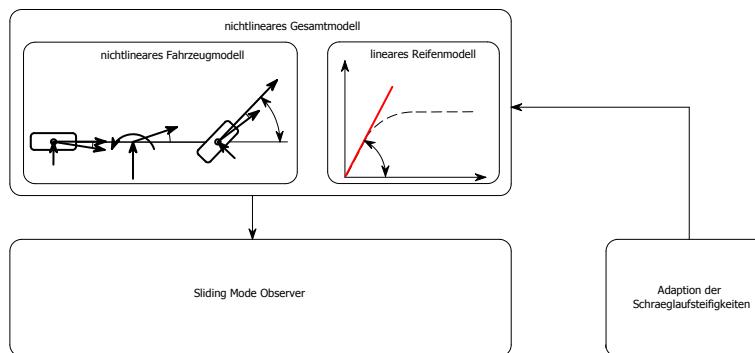 nichtlineares Gesamtmodell
nichtlineares Fahrzeugmodell
lineares Reifenmodell
Sliding Mode Observer
Adaption der
Schraeglaufsteifigkeiten